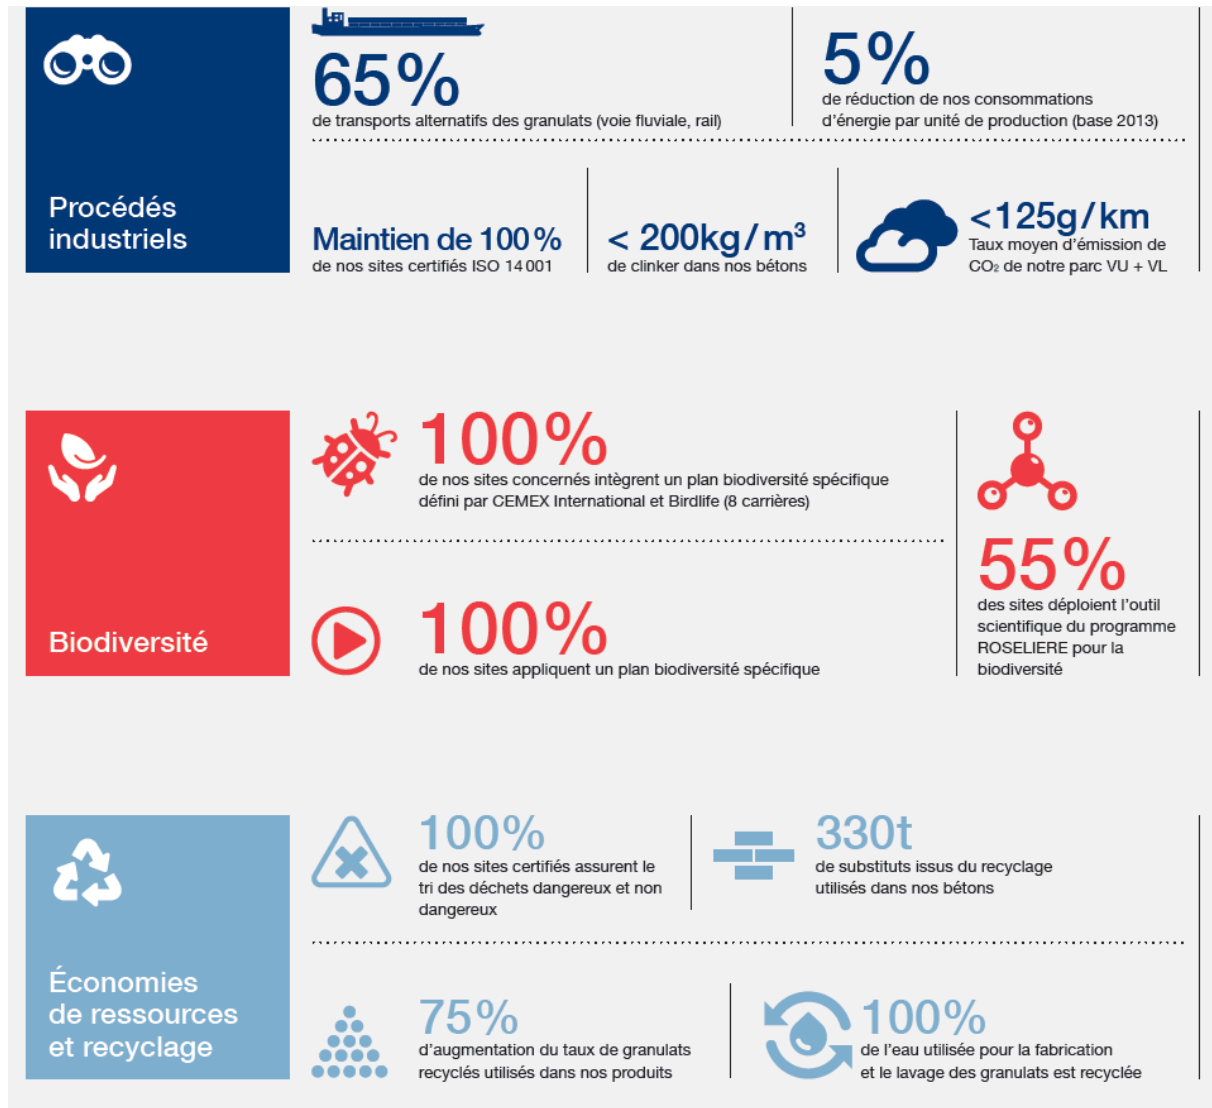 Procédés
industriels
65%
de transports alternatifs des granulats (voie fluviale, rail)
5%
de réduction de nos consommations
d'énergie par unité de production (base 2013)
Maintien de 100%
de nos sites certifiés ISO 14 001
< 200kg/m³
de clinker dans nos bétons
<125g/km
Taux moyen d'émission de
CO₂ de notre parc VU + VL
Biodiversité
100%
de nos sites concernés intègrent un plan biodiversité spécifique
défini par CEMEX International et Birdlife (8 carrières)
100%
de nos sites appliquent un plan biodiversité spécifique
55%
des sites déploient l'outil
scientifique du programme
ROSELIERE pour la
biodiversité
Économies
de ressources
et recyclage
100%
de nos sites certifiés assurent le
tri des déchets dangereux et non
dangereux
330t
de substituts issus du recyclage
utilisés dans nos bétons
75%
d'augmentation du taux de granulats
recyclés utilisés dans nos produits
100%
de l'eau utilisée pour la fabrication
et le lavage des granulats est recyclée